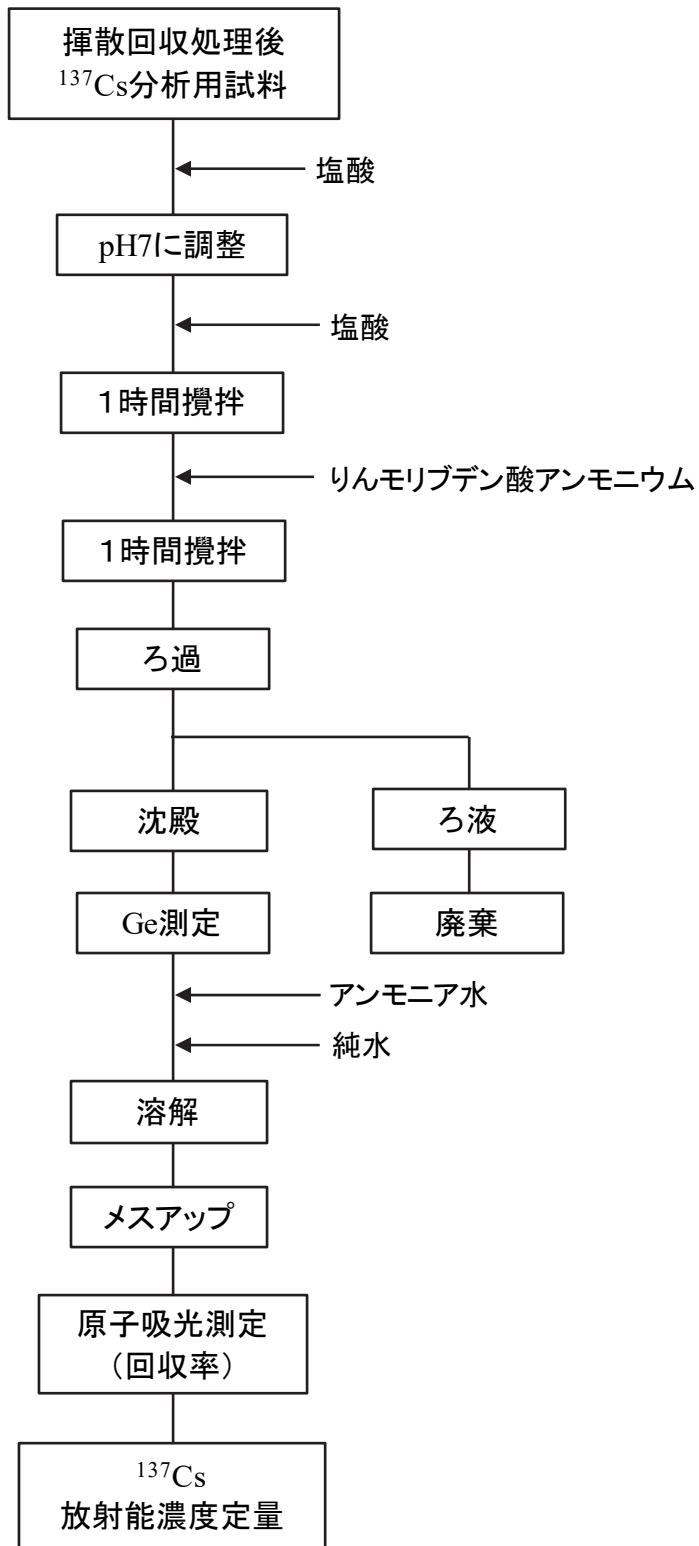 揮散回収処理後
¹³⁷Cs分析用試料
塩酸
pH7に調整
塩酸
1時間攪拌
りんモリブデン酸アンモニウム
1時間攪拌
ろ過
沈殿
ろ液
Ge測定
廃棄
アンモニア水
純水
溶解
メスアップ
原子吸光測定
(回収率)
¹³⁷Cs
放射能濃度定量